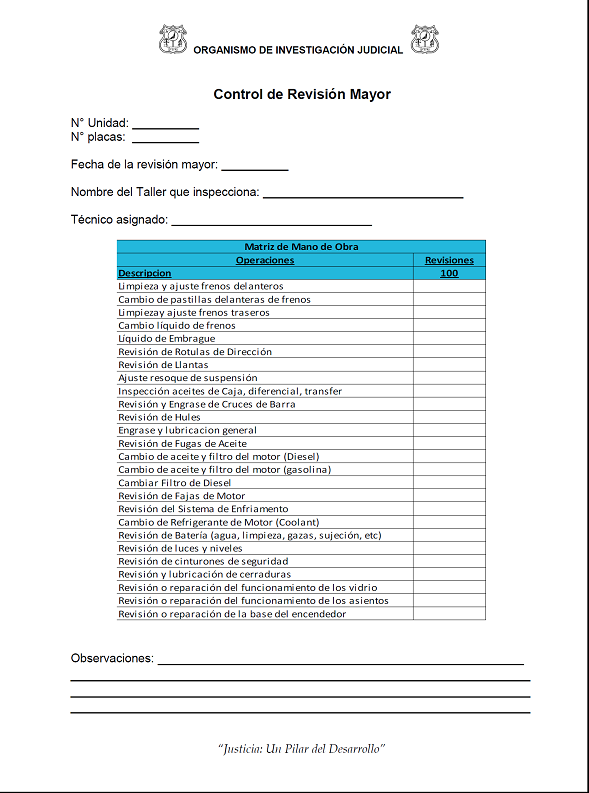 ORGANISMO DE INVESTIGACIÓN JUDICIAL
Control de Revisión Mayor
N° Unidad: __________
N° placas: __________
Fecha de la revisión mayor: __________
Nombre del Taller que inspecciona: ______________________________
Técnico asignado: ______________________________
Matriz de Mano de Obra
Operaciones Revisiones
Descripcion 100
Limpieza y ajuste frenos delanteros
Cambio de pastillas delanteras de frenos
Limpiezay ajuste frenos traseros
Cambio líquido de frenos
Líquido de Embrague
Revisión de Rotulas de Dirección
Revisión de Llantas
Ajuste resoque de suspensión
Inspección aceites de Caja, diferencial, transfer
Revisión y Engrase de Cruces de Barra
Revisión de Hules
Engrase y lubricacion general
Revisión de Fugas de Aceite
Cambio de aceite y filtro del motor (Diesel)
Cambio de aceite y filtro del motor (gasolina)
Cambiar Filtro de Diesel
Revisión de Fajas de Motor
Revisión del Sistema de Enfriamento
Cambio de Refrigerante de Motor (Coolant)
Revisión de Batería (agua, limpieza, gazas, sujeción, etc)
Revisión de luces y niveles
Revisión de cinturones de seguridad
Revisión y lubricación de cerraduras
Revisión o reparación del funcionamiento de los vidrio
Revisión o reparación del funcionamiento de los asientos
Revisión o reparación de la base del encendedor
Observaciones: ______________________________
“Justicia: Un Pilar del Desarrollo”